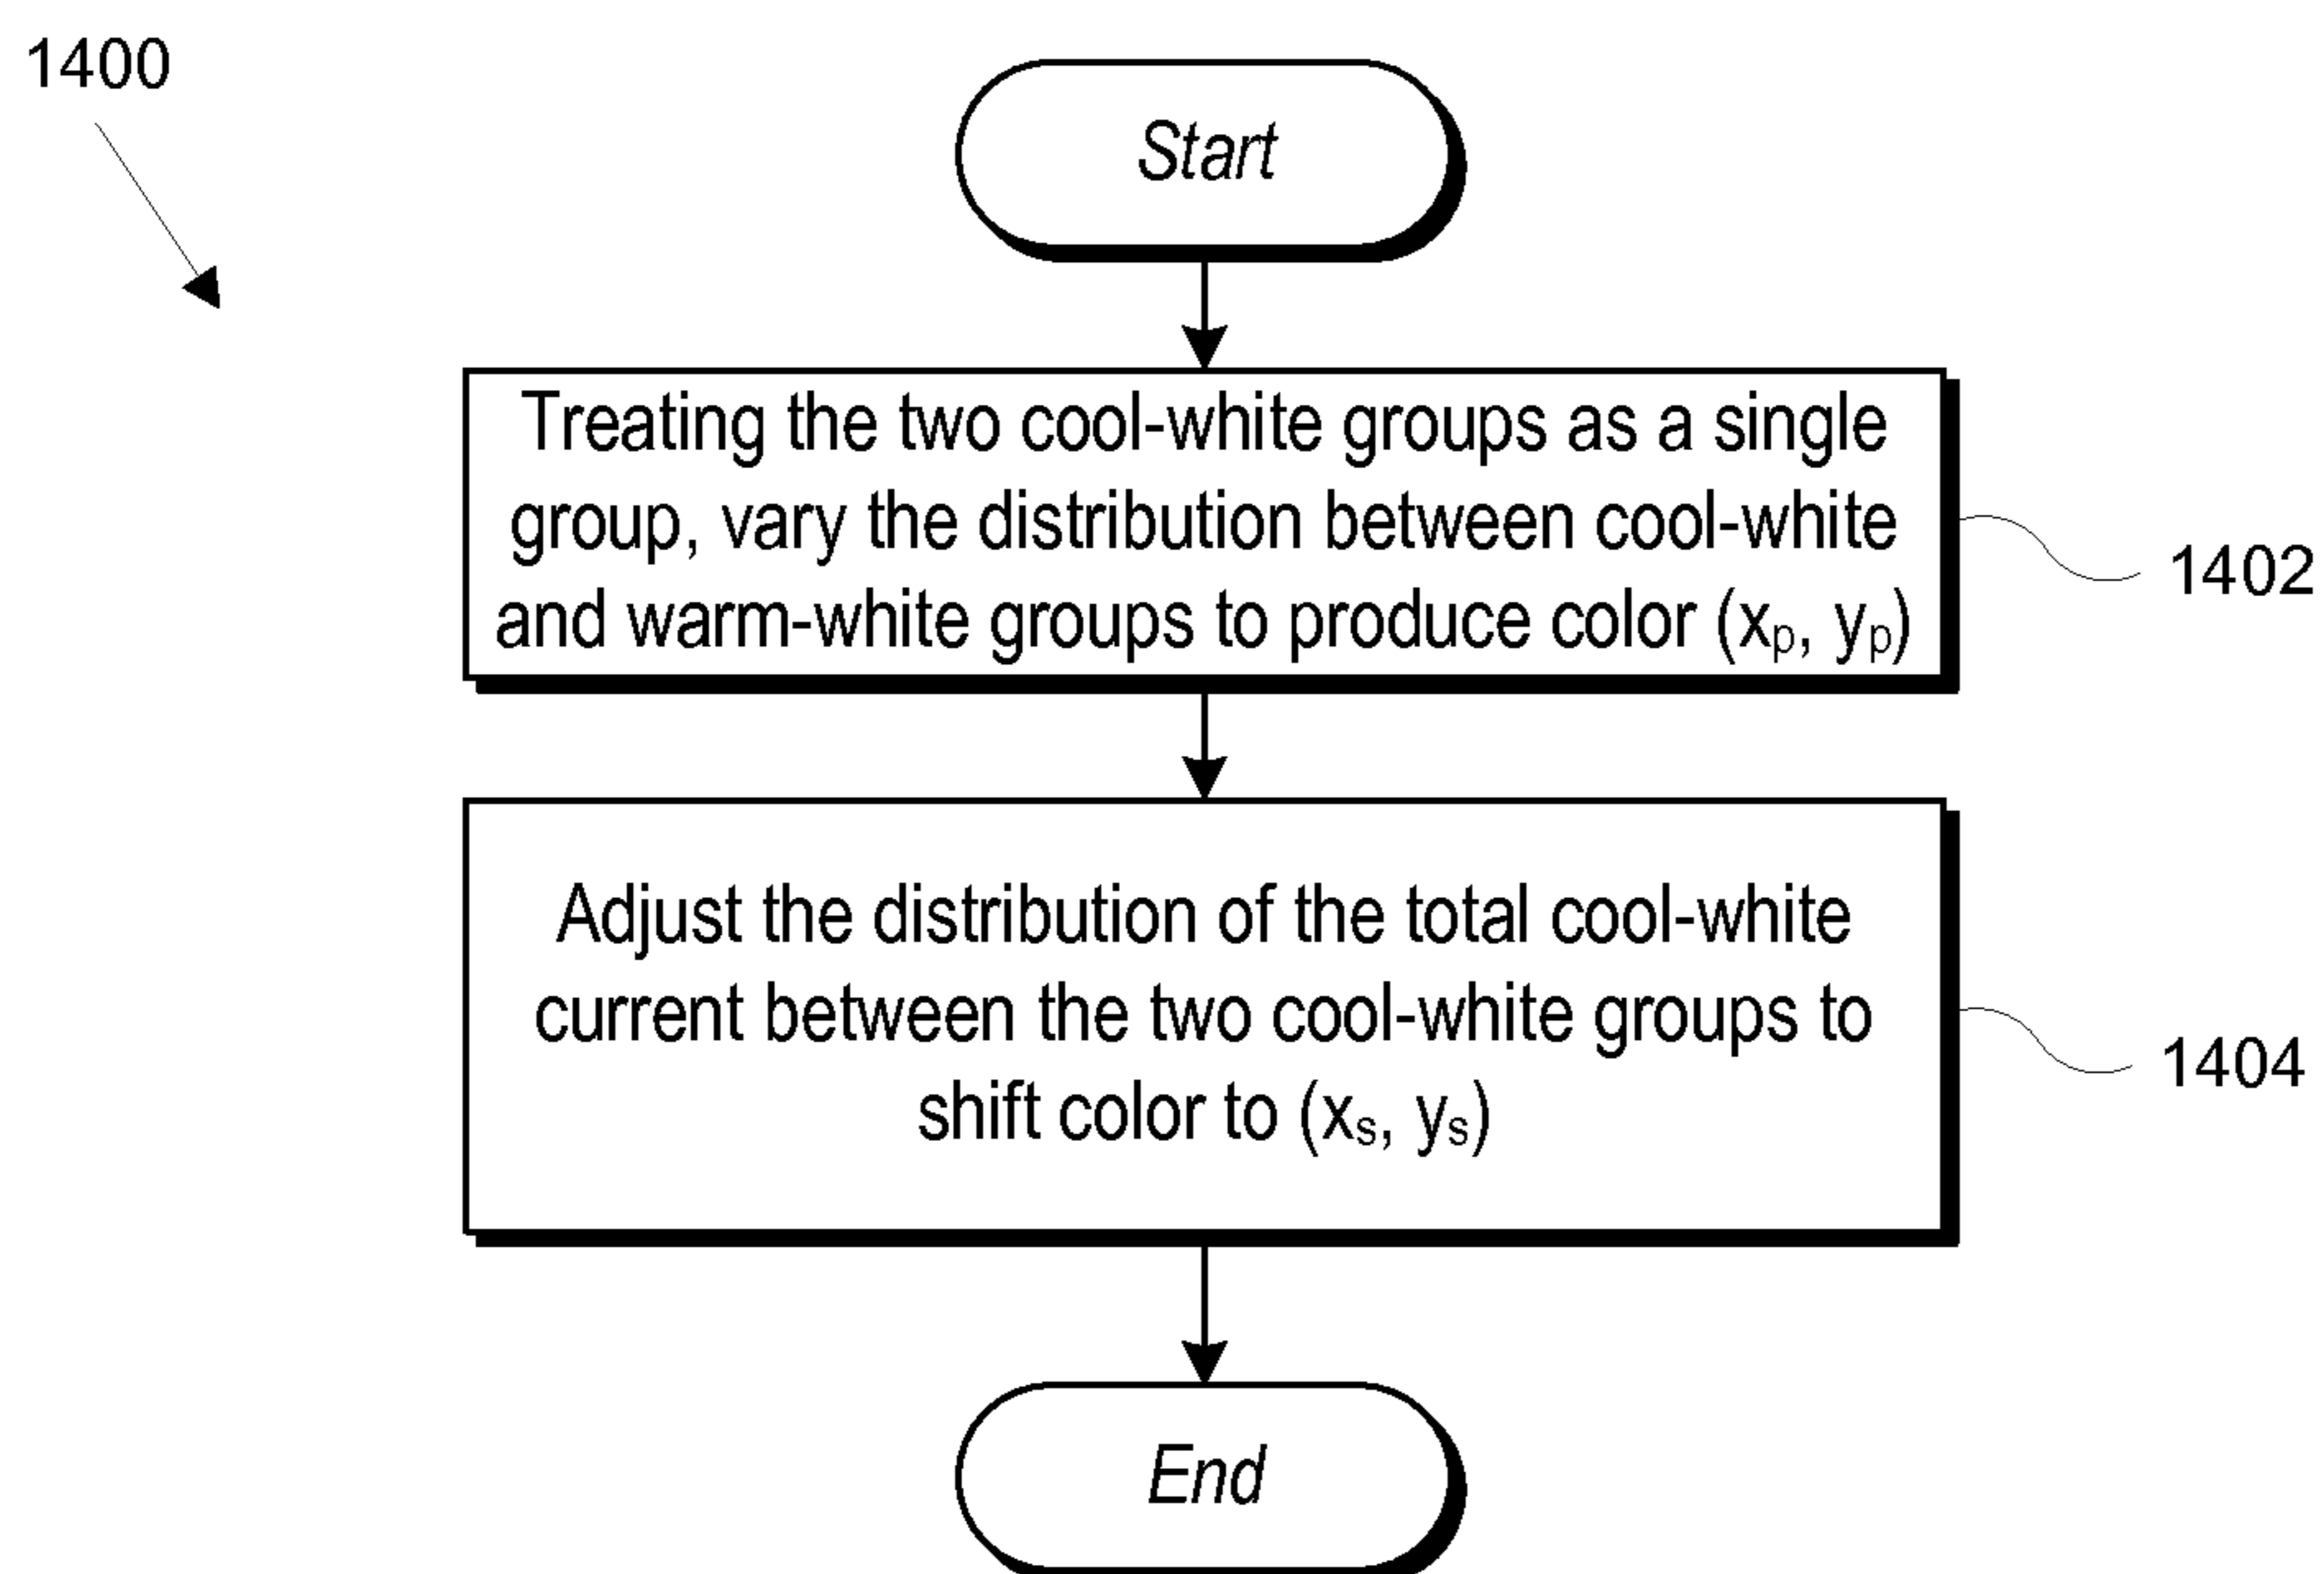 1400
Start
Treating the two cool-white groups as a single
group, vary the distribution between cool-white
and warm-white groups to produce color (xp, yp)
1402
Adjust the distribution of the total cool-white
current between the two cool-white groups to
shift color to (xs, ys)
1404
End